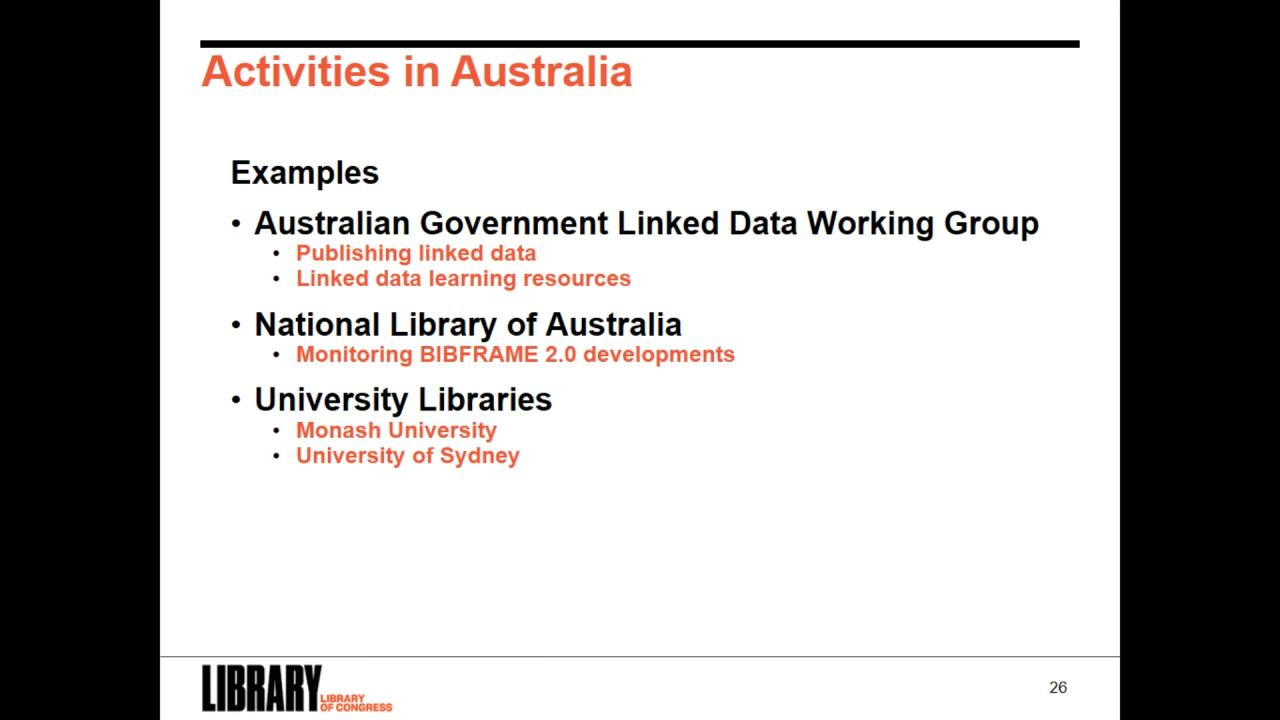 Activities in Australia
Examples
• Australian Government Linked Data Working Group
• Publishing linked data
• Linked data learning resources
• National Library of Australia
• Monitoring BIBFRAME 2.0 developments
• University Libraries
• Monash University
• University of Sydney
LIBRARY
LIBRARY
OF CONGRESS
26